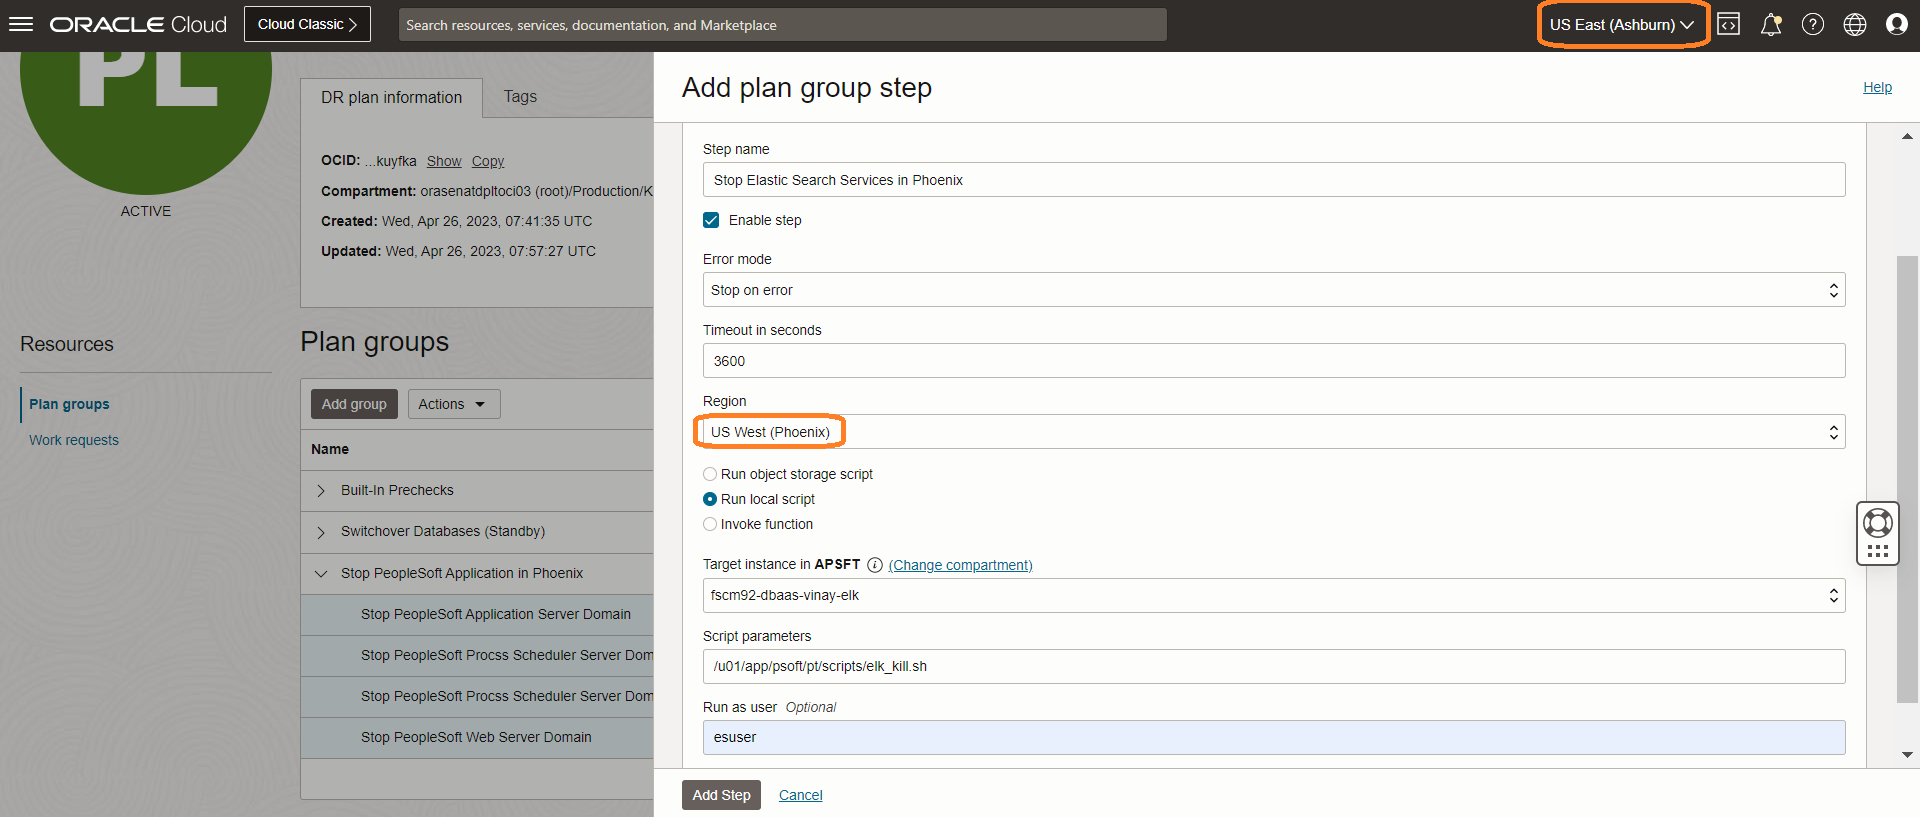 ORACLE Cloud
Cloud Classic
Search resources, services, documentation, and Marketplace
US East (Ashburn)
PL
ACTIVE
DR plan information
Tags
OCID: ...kuyfka Show Copy
Compartment: orasenatdpltoci03 (root)/Production/K
Created: Wed, Apr 26, 2023, 07:41:35 UTC
Updated: Wed, Apr 26, 2023, 07:57:27 UTC
Resources
Plan groups
Work requests
Plan groups
Add group
Actions
Name
Built-In Prechecks
Switchover Databases (Standby)
Stop PeopleSoft Application in Phoenix
Stop PeopleSoft Application Server Domain
Stop PeopleSoft Procss Scheduler Server Dom
Stop PeopleSoft Procss Scheduler Server Dom
Stop PeopleSoft Web Server Domain
Add plan group step
Help
Step name
Stop Elastic Search Services in Phoenix
Enable step
Error mode
Stop on error
Timeout in seconds
3600
Region
US West (Phoenix)
Run object storage script
Run local script
Invoke function
Target instance in APSFT (Change compartment)
fscm92-dbaas-vinay-elk
Script parameters
/u01/app/psoft/pt/scripts/elk_kill.sh
Run as user Optional
esuser
Add Step
Cancel